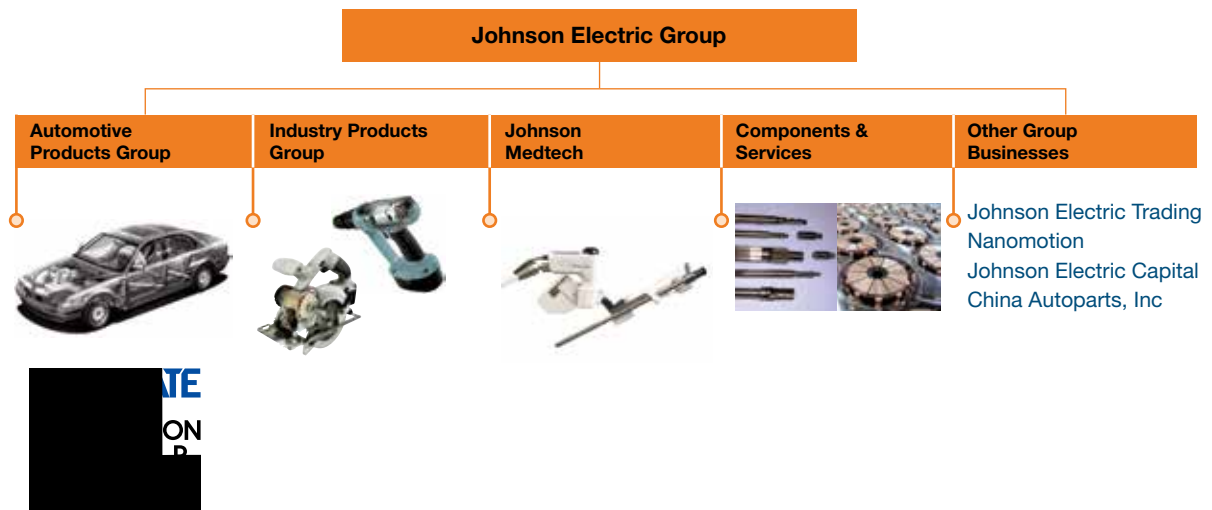 Johnson Electric Group
Automotive
Products Group
Industry Products
Group
Johnson
Medtech
Components &
Services
Other Group
Businesses
Johnson Electric Trading
Nanomotion
Johnson Electric Capital
China Autoparts, Inc